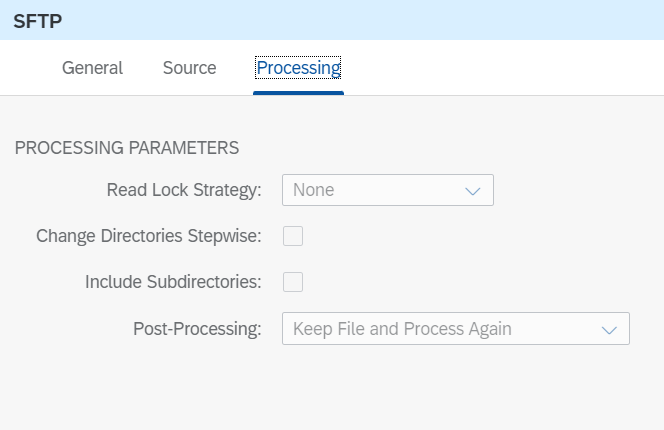 SFTP
General Source Processing
PROCESSING PARAMETERS
Read Lock Strategy: None
Change Directories Stepwise:
Include Subdirectories:
Post-Processing: Keep File and Process Again